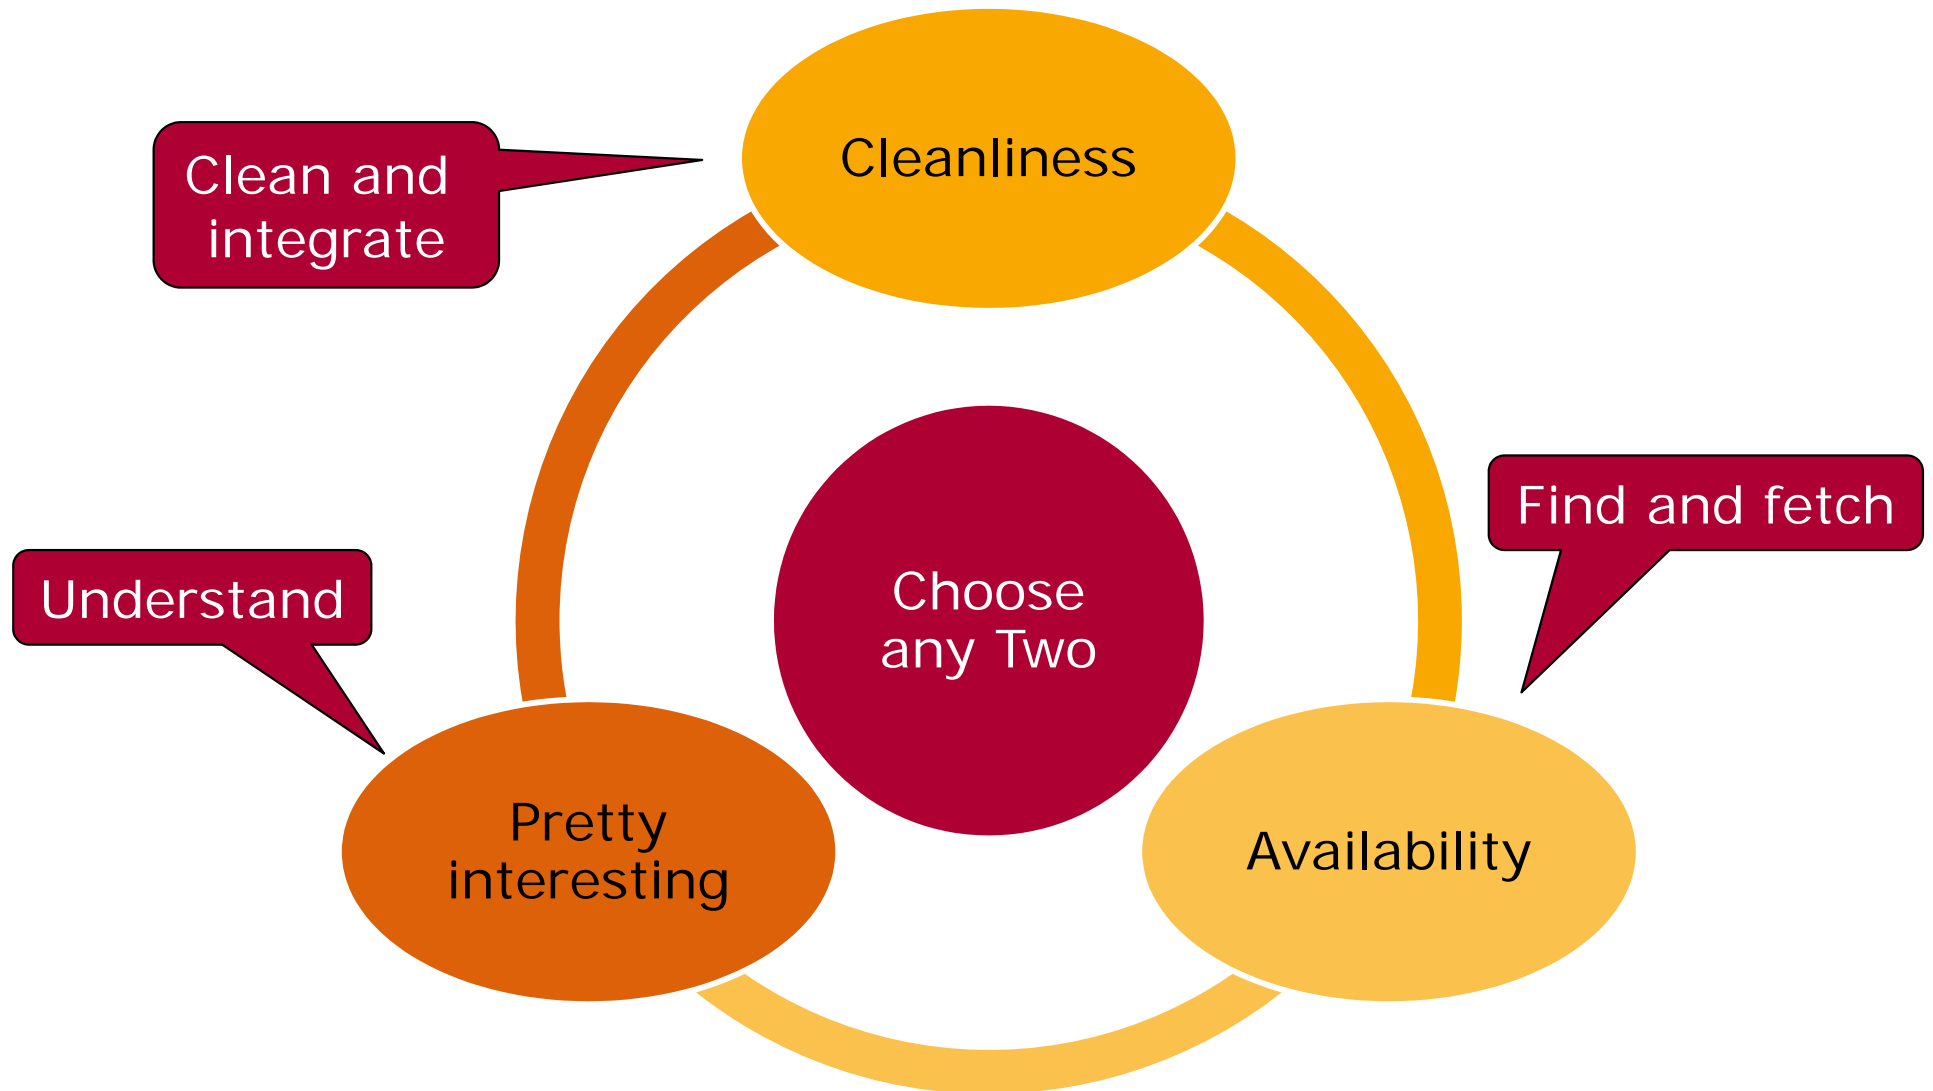 Cleanliness
Clean and
integrate
Find and fetch
Understand
Choose
any Two
Pretty
interesting
Availability